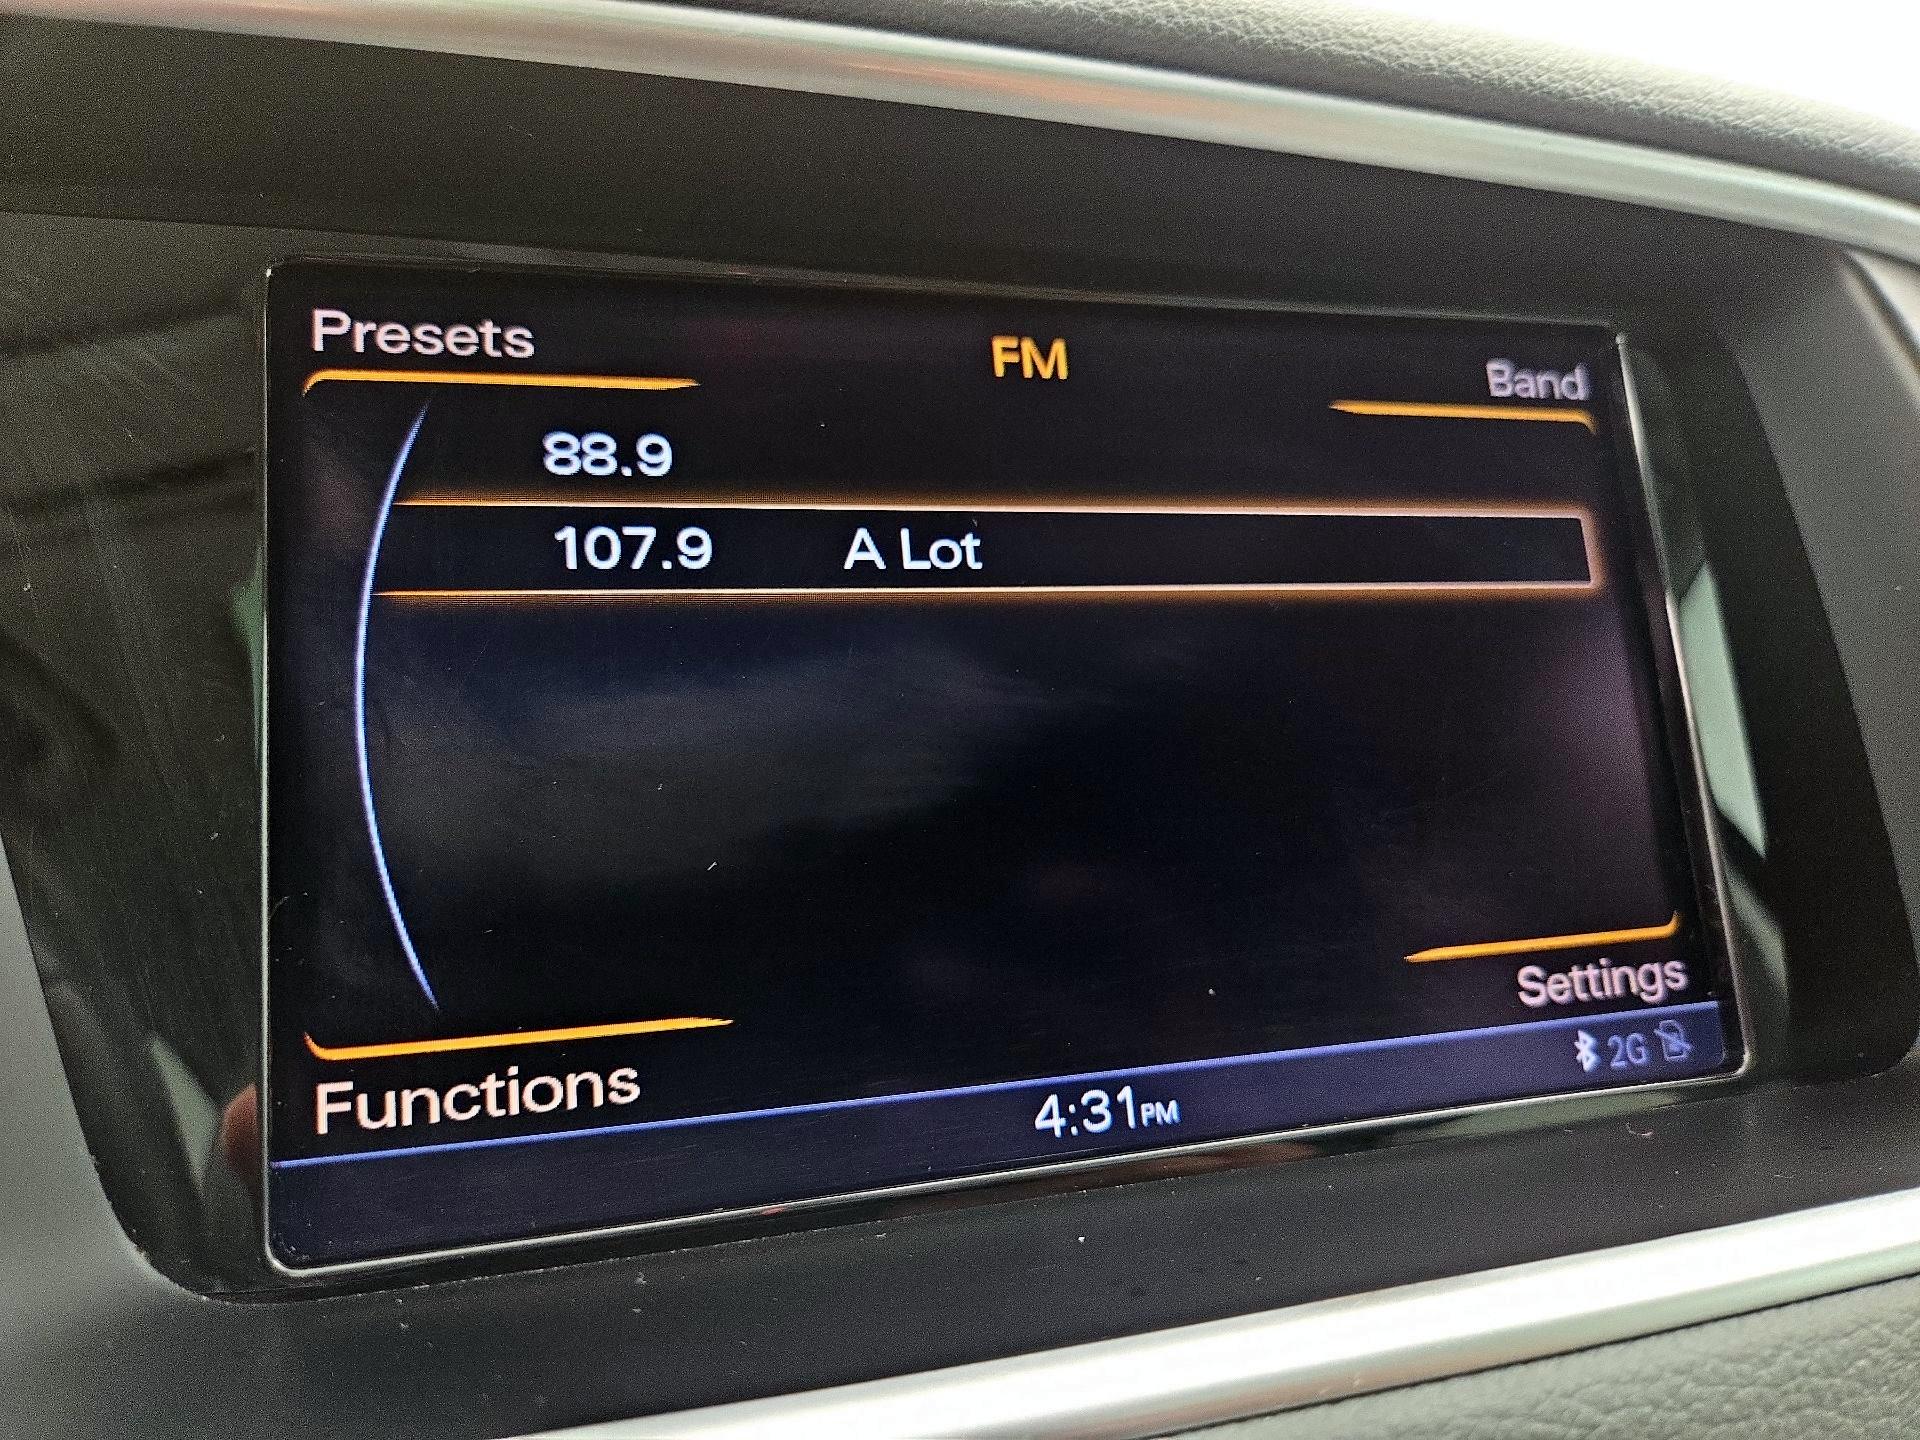 Presets
FM
Band
88.9
107.9 A Lot
Settings
Functions
2G
4:31PM